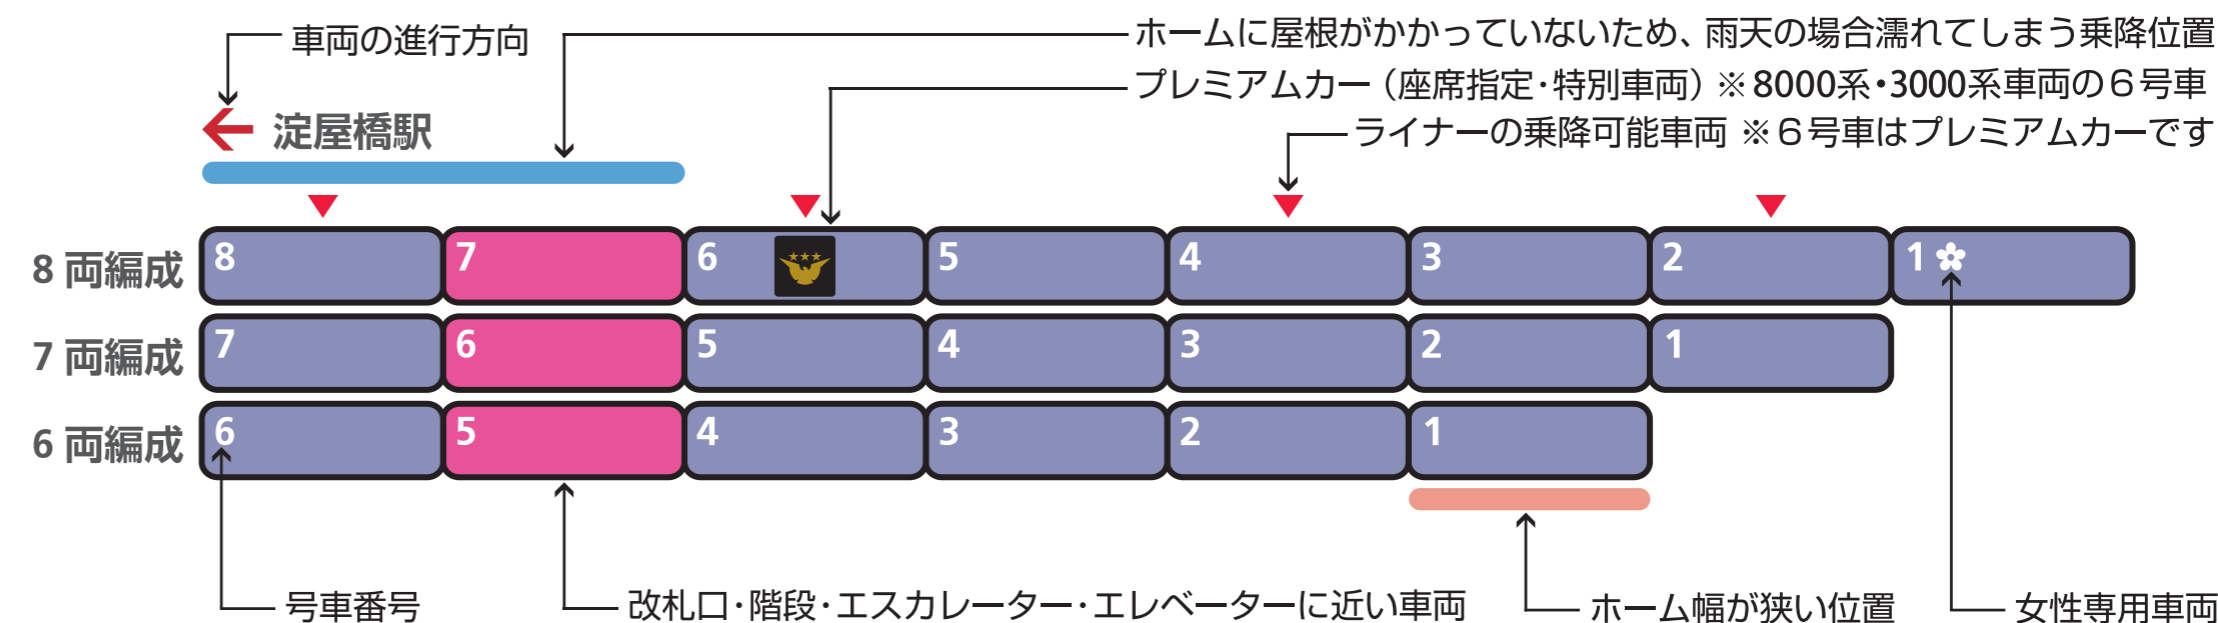 車両の進行方向
ホームに屋根がかかっていないため、雨天の場合濡れてしまう乗降位置
プレミアムカー（座席指定・特別車両）※8000系・3000系車両の６号車
淀屋橋駅
ライナーの乗降可能車両 ※６号車はプレミアムカーです
8 両編成 8 7 6 5 4 3 2 1
7 両編成 7 6 5 4 3 2 1
6 両編成 6 5 4 3 2 1
号車番号
改札口・階段・エスカレーター・エレベーターに近い車両
ホーム幅が狭い位置
女性専用車両